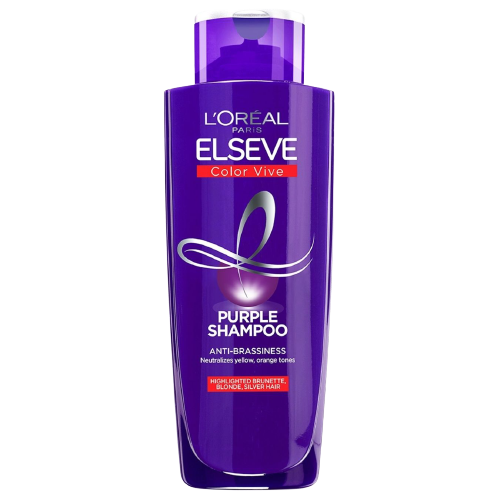 L'ORÉAL
PARIS
ELSEVE
Color Vive
PURPLE
SHAMPOO
ANTI-BRASSINESS
Neutralizes yellow, orange tones
HIGHLIGHTED BRUNETTE,
BLONDE, SILVER HAIR